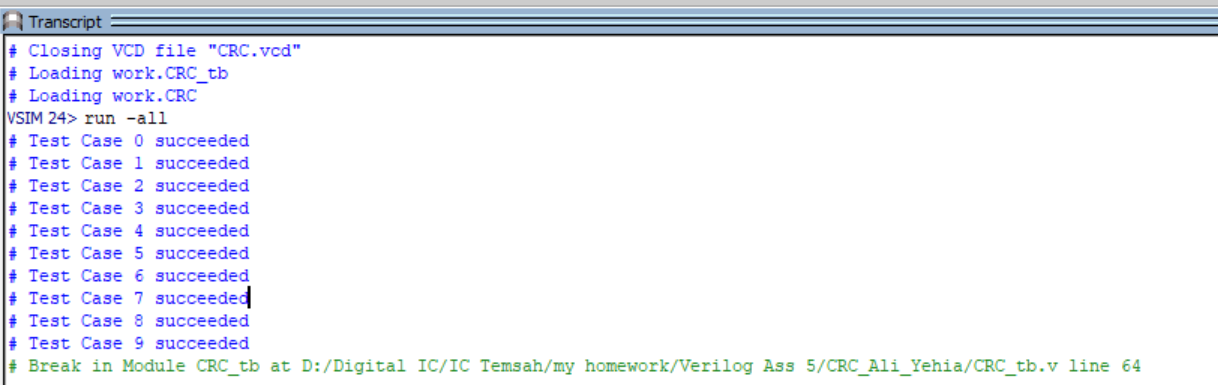 Transcript
# Closing VCD file "CRC.vcd"
# Loading work.CRC_tb
# Loading work.CRC
VSIM 24> run -all
# Test Case 0 succeeded
# Test Case 1 succeeded
# Test Case 2 succeeded
# Test Case 3 succeeded
# Test Case 4 succeeded
# Test Case 5 succeeded
# Test Case 6 succeeded
# Test Case 7 succeeded
# Test Case 8 succeeded
# Test Case 9 succeeded
# Break in Module CRC_tb at D:/Digital IC/IC Temsah/my homework/Verilog Ass 5/CRC_Ali_Yehia/CRC_tb.v line 64